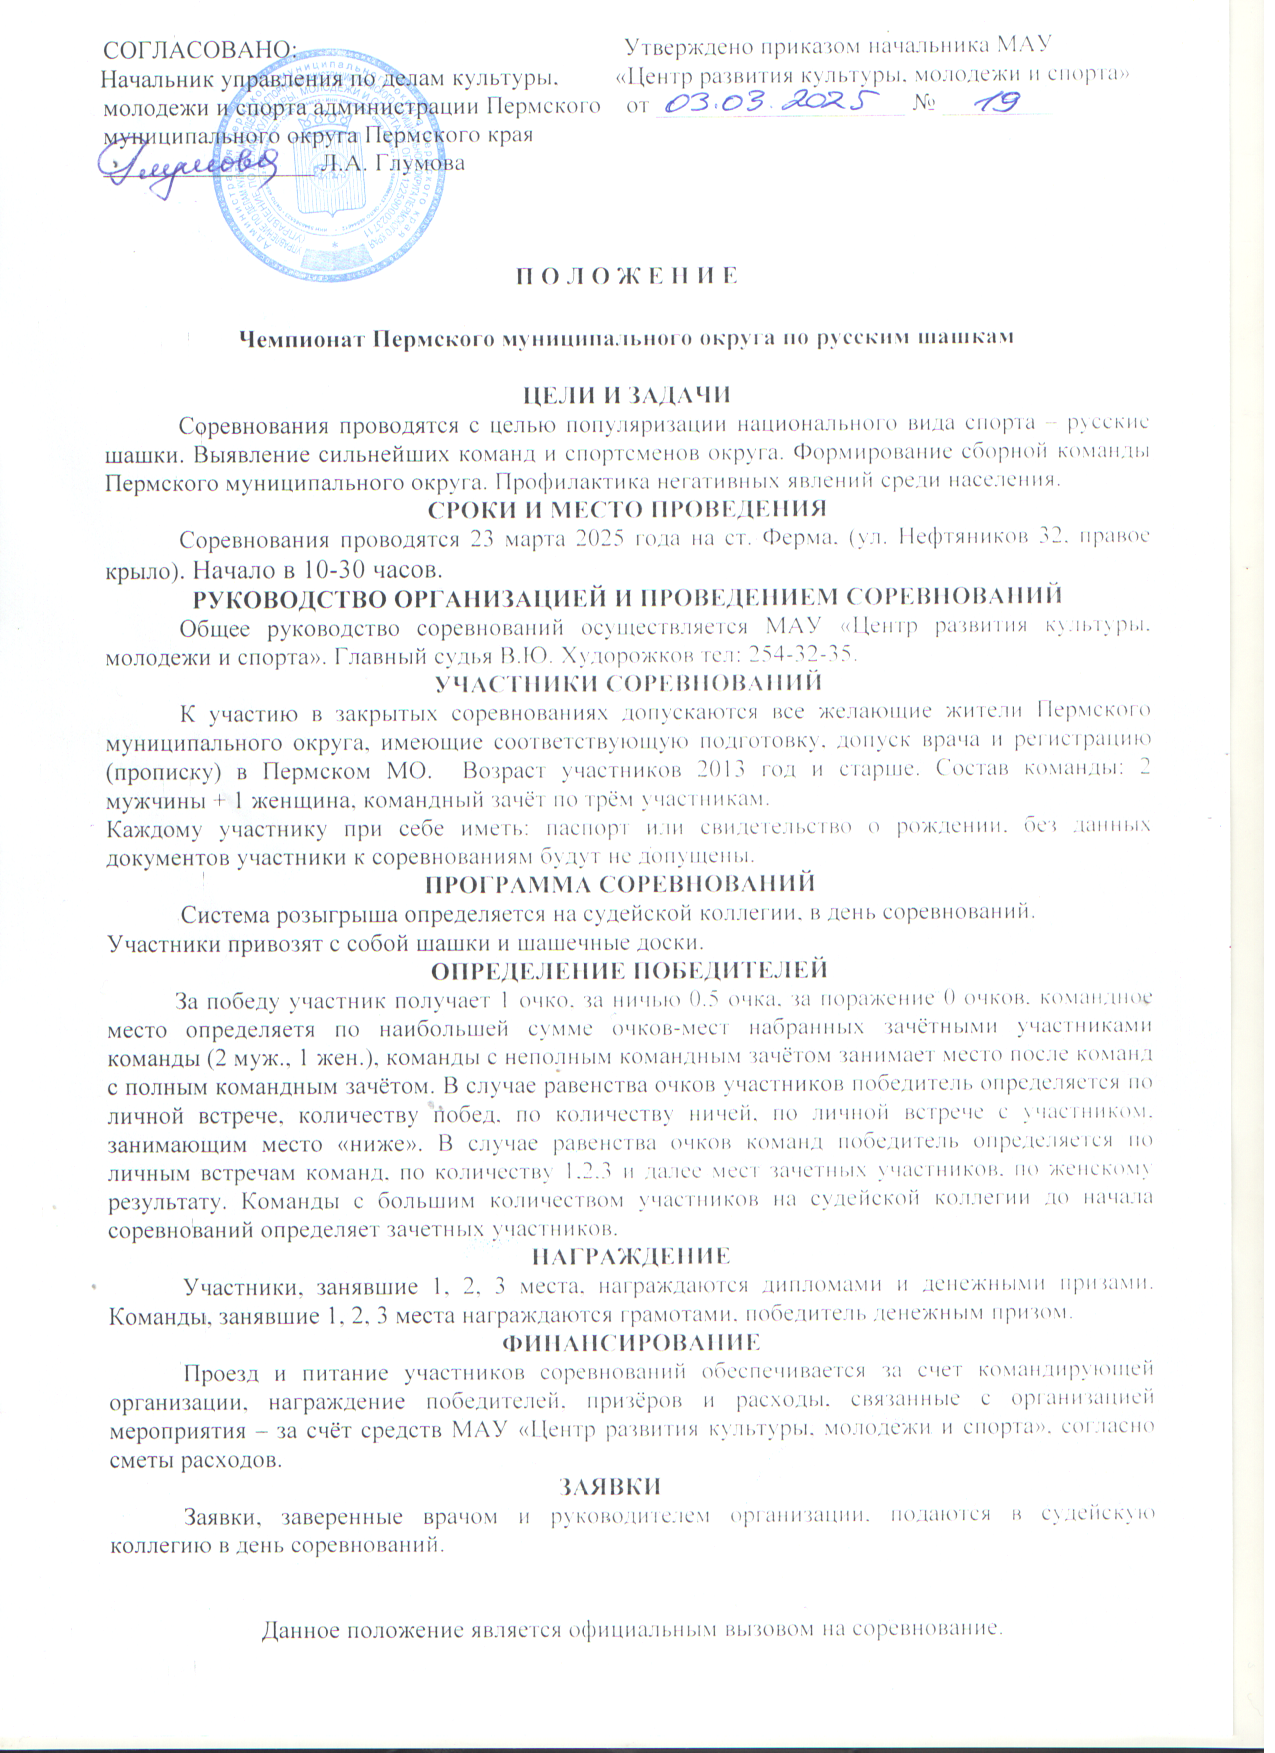 СОГЛАСОВАНО:
Начальник управления по делам культуры,
молодежи и спорта администрации Пермского
муниципального округа Пермского края
Л.А. Глумова
Утверждено приказом начальника МАУ
«Центр развития культуры, молодежи и спорта»
от 03.03.2025 № 19
П О Л О Ж Е Н И Е
Чемпионат Пермского муниципального округа по русским шашкам
ЦЕЛИ И ЗАДАЧИ
Соревнования проводятся с целью популяризации национального вида спорта – русские
шашки. Выявление сильнейших команд и спортсменов округа. Формирование сборной команды
Пермского муниципального округа. Профилактика негативных явлений среди населения.
СРОКИ И МЕСТО ПРОВЕДЕНИЯ
Соревнования проводятся 23 марта 2025 года на ст. Ферма, (ул. Нефтяников 32, правое
крыло). Начало в 10-30 часов.
РУКОВОДСТВО ОРГАНИЗАЦИЕЙ И ПРОВЕДЕНИЕМ СОРЕВНОВАНИЙ
Общее руководство соревнований осуществляется МАУ «Центр развития культуры,
молодежи и спорта». Главный судья В.Ю. Худорожков тел: 254-32-35.
УЧАСТНИКИ СОРЕВНОВАНИЙ
К участию в закрытых соревнованиях допускаются все желающие жители Пермского
муниципального округа, имеющие соответствующую подготовку, допуск врача и регистрацию
(прописку) в Пермском МО. Возраст участников 2013 год и старше. Состав команды: 2
мужчины + 1 женщина, командный зачёт по трём участникам.
Каждому участнику при себе иметь: паспорт или свидетельство о рождении, без данных
документов участники к соревнованиям будут не допущены.
ПРОГРАММА СОРЕВНОВАНИЙ
Система розыгрыша определяется на судейской коллегии, в день соревнований.
Участники привозят с собой шашки и шашечные доски.
ОПРЕДЕЛЕНИЕ ПОБЕДИТЕЛЕЙ
За победу участник получает 1 очко, за ничью 0,5 очка, за поражение 0 очков, командное
место определяетя по наибольшей сумме очков-мест набранных зачётными участниками
команды (2 муж., 1 жен.), команды с неполным командным зачётом занимает место после команд
с полным командным зачётом. В случае равенства очков участников победитель определяется по
личной встрече, количеству побед, по количеству ничей, по личной встрече с участником,
занимающим место «ниже». В случае равенства очков команд победитель определяется по
личным встречам команд, по количеству 1,2,3 и далее мест зачетных участников, по женскому
результату. Команды с большим количеством участников на судейской коллегии до начала
соревнований определяет зачетных участников.
НАГРАЖДЕНИЕ
Участники, занявшие 1, 2, 3 места, награждаются дипломами и денежными призами.
Команды, занявшие 1, 2, 3 места награждаются грамотами, победитель денежным призом.
ФИНАНСИРОВАНИЕ
Проезд и питание участников соревнований обеспечивается за счет командирующей
организации, награждение победителей, призёров и расходы, связанные с организацией
мероприятия – за счёт средств МАУ «Центр развития культуры, молодежи и спорта», согласно
сметы расходов.
ЗАЯВКИ
Заявки, заверенные врачом и руководителем организации, подаются в судейскую
коллегию в день соревнований.
Данное положение является официальным вызовом на соревнование.